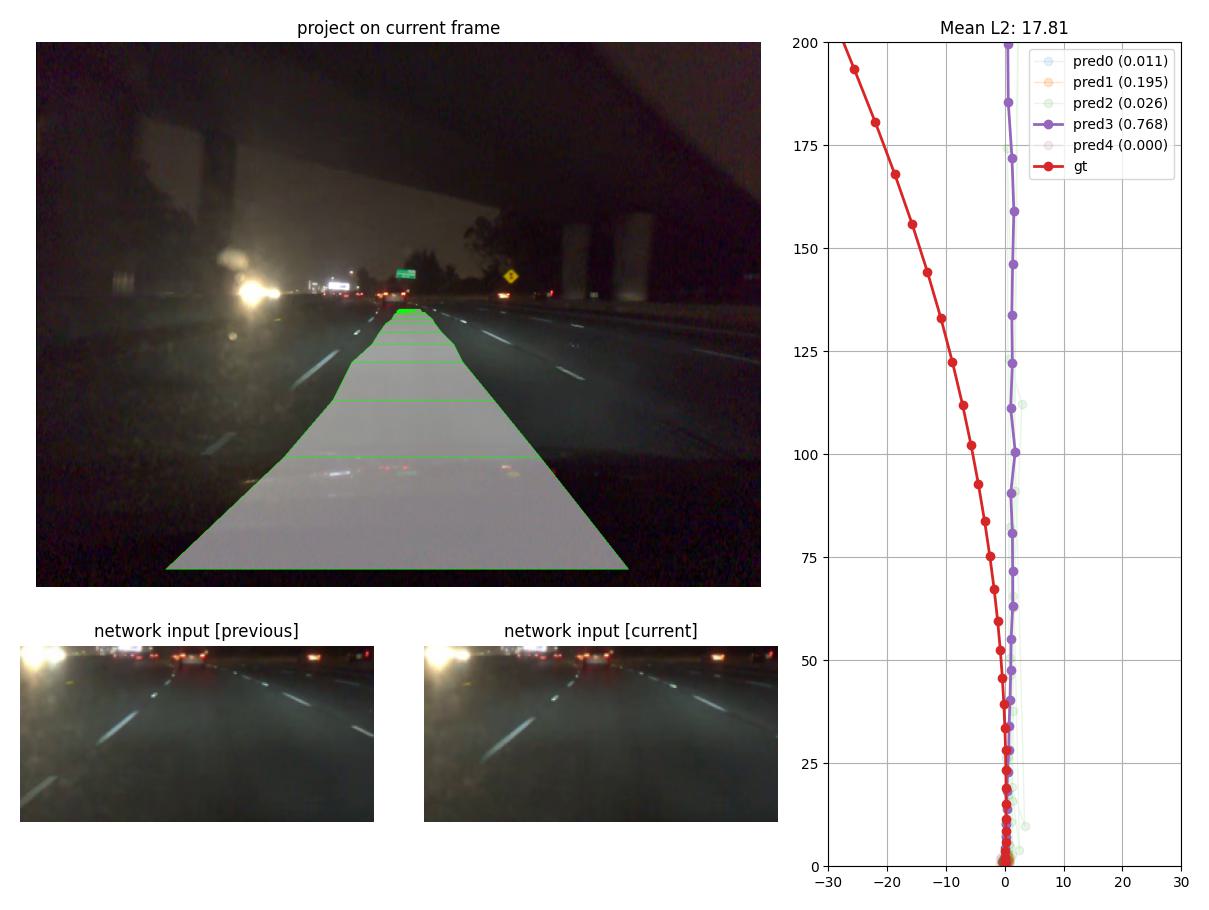 project on current frame
Mean L2: 17.81
pred0 (0.011)
pred1 (0.195)
pred2 (0.026)
pred3 (0.768)
pred4 (0.000)
gt
200
175
150
125
100
75
50
25
0
−30 −20 −10 0 10 20 30
network input [previous]
network input [current]